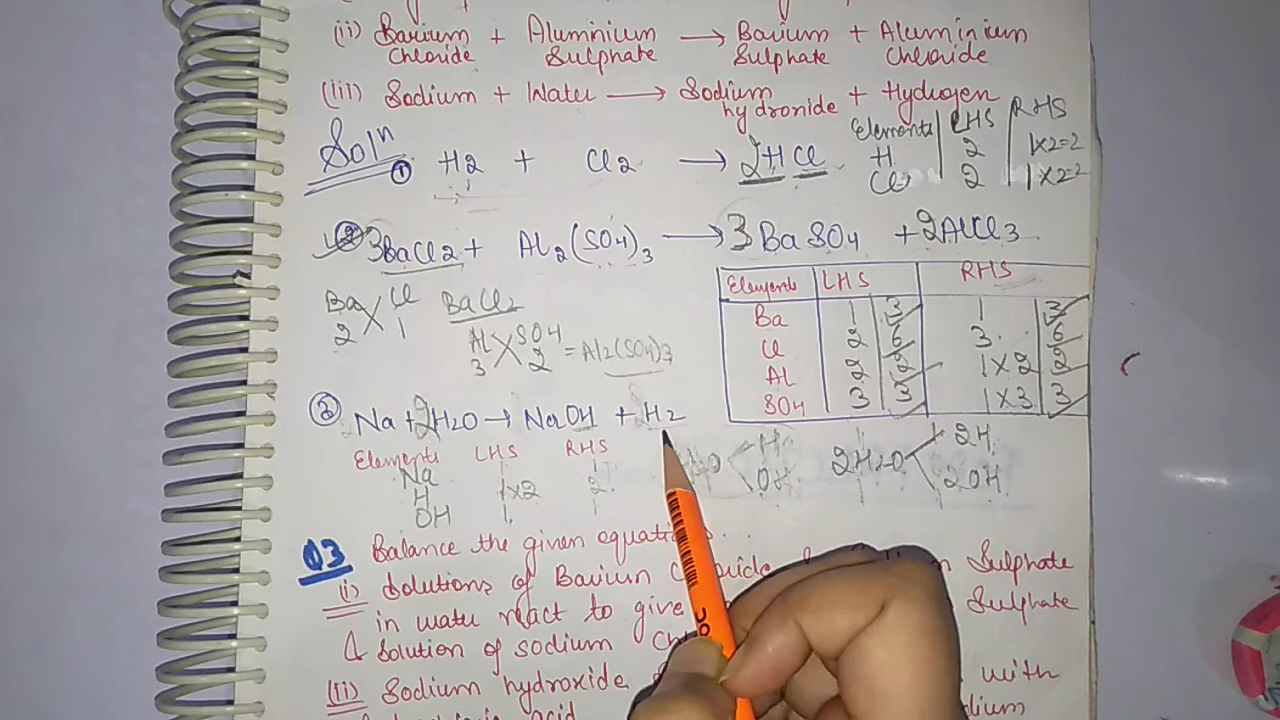 (ii) Barium + Aluminium → Barium + Aluminium
Chloride Sulphate Sulphate Chloride
(iii) Sodium + Water → Sodium + Hydrogen
hydroxide
Solⁿ
Elements LHS RHS
① H2 + Cl2 → 2HCl
H 2 1×2=2
Cl 2 1×2=2
② 3BaCl2 + Al2(SO4)3 → 3BaSO4 + 2AlCl3
Ba Cl BaCl2
2 1
Al SO4 = Al2(SO4)3
3 2
Elements LHS RHS
Ba 1 3 1 3
Cl 2 6 3 6
Al 2 2 1×2 2
SO4 3 3 1×3 3
③ Na + 2H2O → NaOH + H2
Elements LHS RHS
Na 1 1
H 1×2 2
OH 1 1
H
OH
2H2O 2H
2OH
Q3 Balance the given equations.
(i) Solutions of Barium Sulphate
in water react to give Sulphate
& Solution of sodium
(ii) Sodium hydroxide with
acid